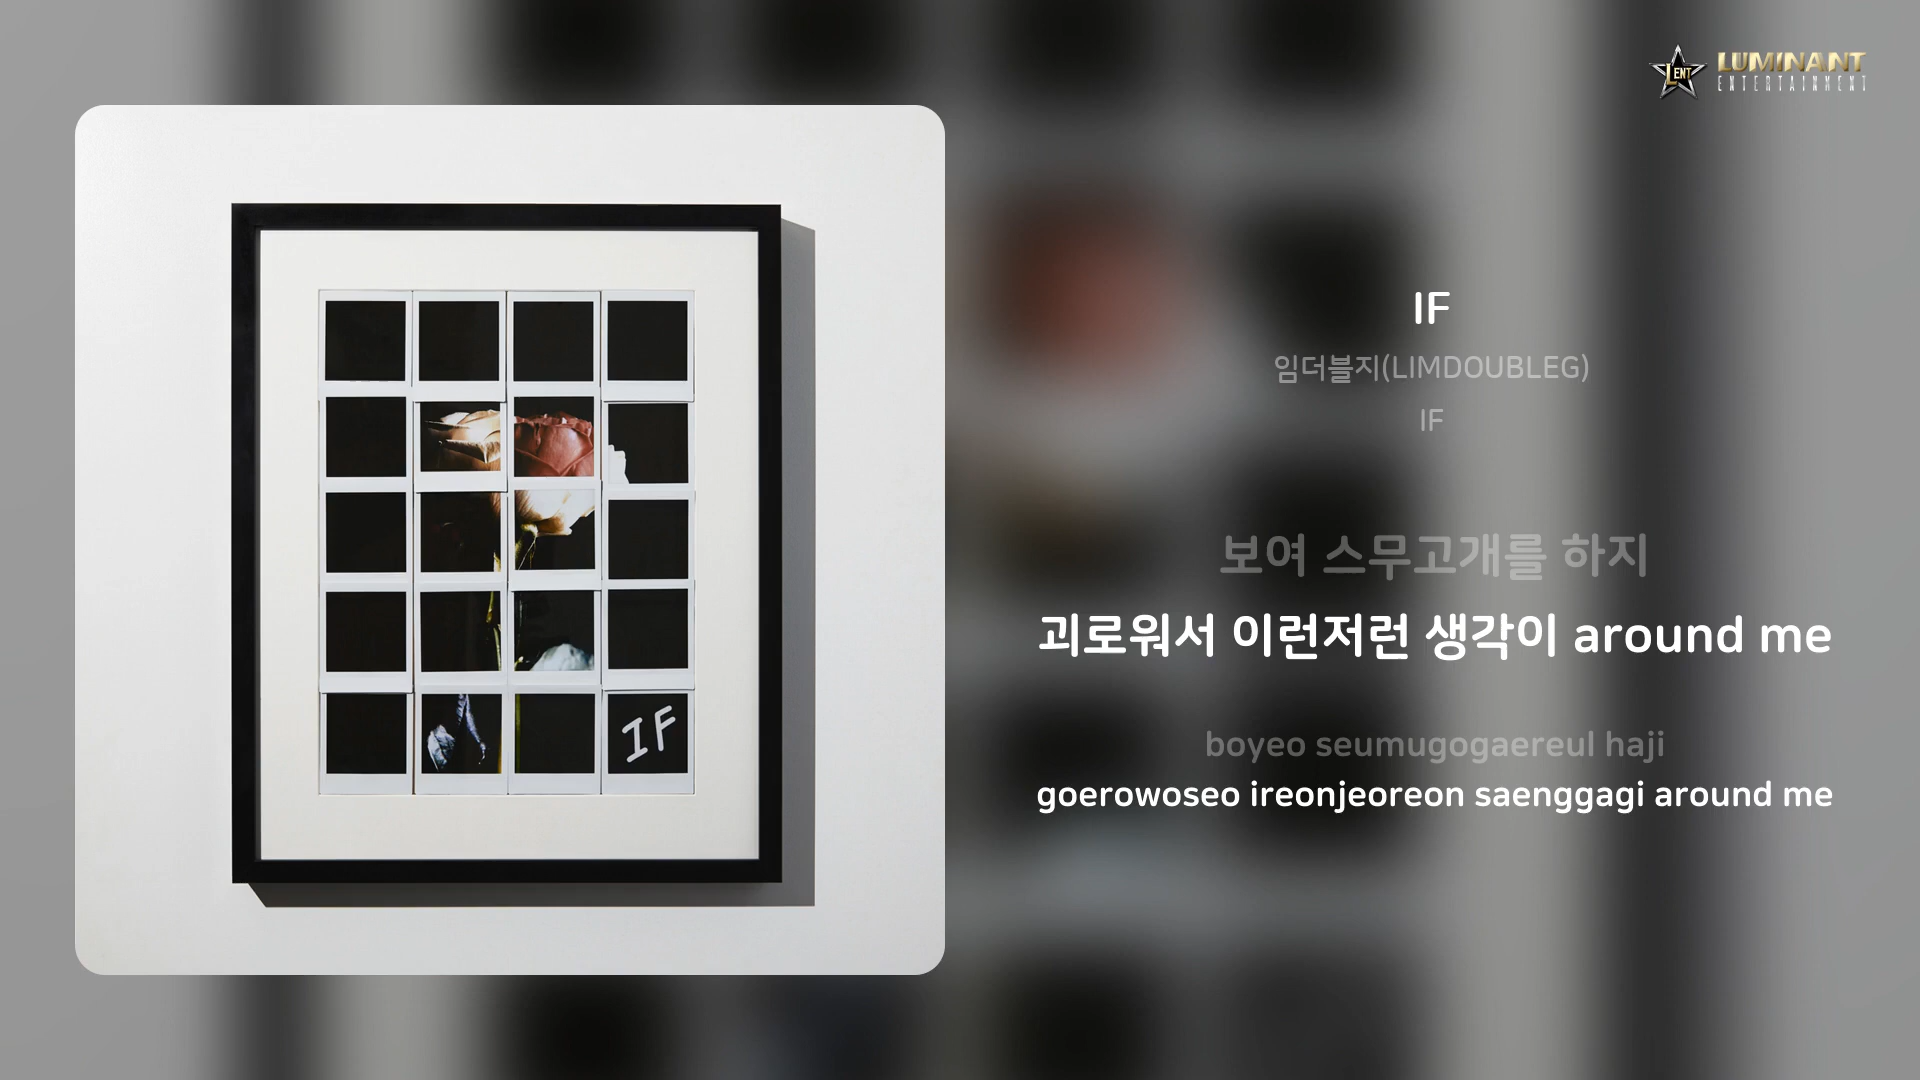 LENT
LUMINANT
ENTERTAINMENT
IF
임더블지(LIMDOUBLEG)
IF
보여 스무고개를 하지
괴로워서 이런저런 생각이 around me
boyeo seumugogaereul haji
goerowoseo ireonjeoreon saenggagi around me
IF